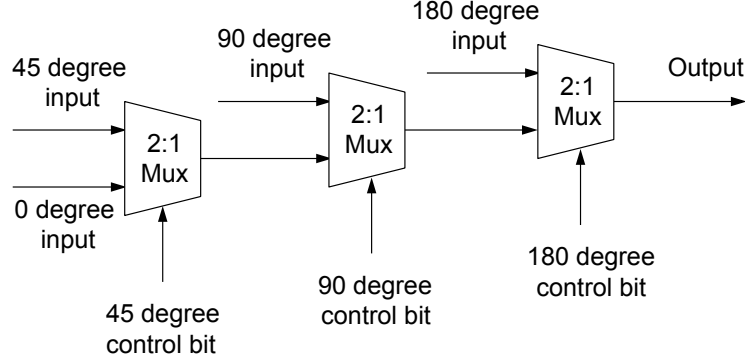 45 degree
input
0 degree
input
2:1
Mux
45 degree
control bit
90 degree
input
2:1
Mux
90 degree
control bit
180 degree
input
2:1
Mux
180 degree
control bit
Output